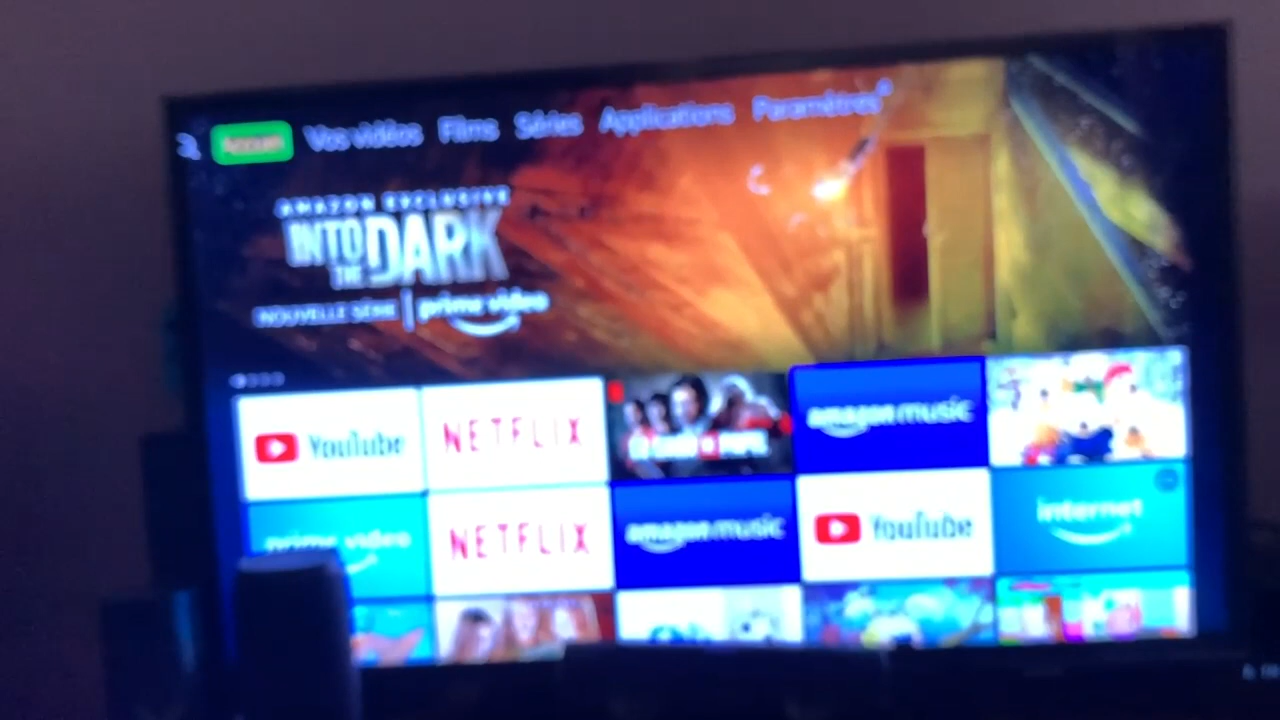 Accueil Vos vidéos Films Séries Applications Paramètres
AMAZON EXCLUSIVE
INTO
THE DARK
NOUVELLE SÉRIE | prime video
YouTube NETFLIX amazon music
prime video NETFLIX amazon music YouTube internet